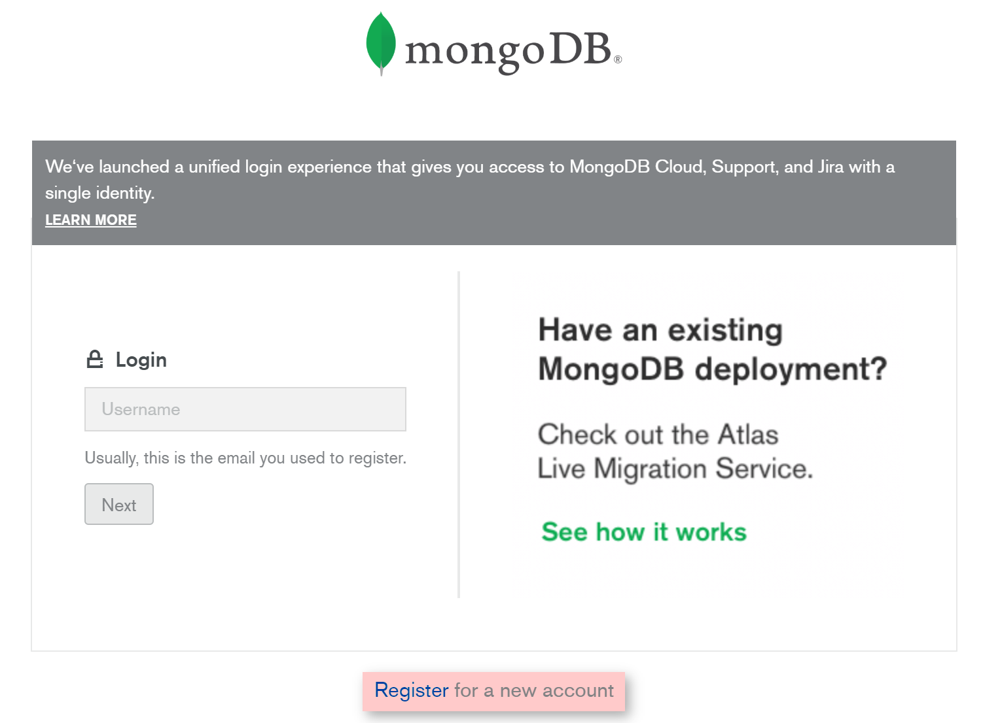 mongoDB®
We‘ve launched a unified login experience that gives you access to MongoDB Cloud, Support, and Jira with a
single identity.
LEARN MORE
Login
Username
Usually, this is the email you used to register.
Next
Have an existing
MongoDB deployment?
Check out the Atlas
Live Migration Service.
See how it works
Register for a new account